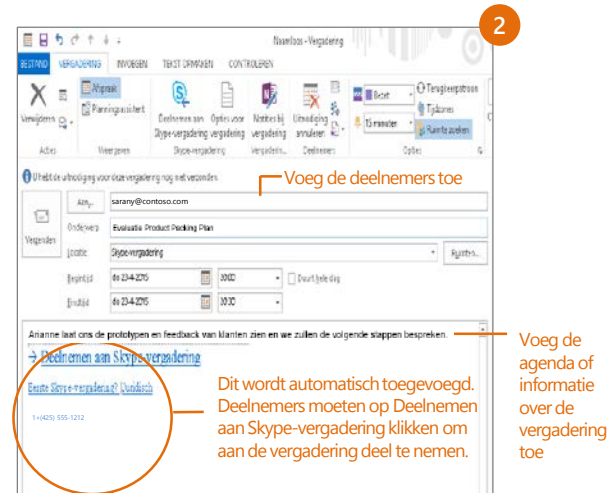 2
Naamloos - Vergadering
BESTAND VERGADERING INVOEGEN TEKST OPMAKEN CONTROLEREN
Afspraak
Planningsassistent
Verwijderen
Deelnemen aan Skype-vergadering
Opties voor vergadering
Notities bij vergadering
Uitnodiging annuleren
Bezet
15 minuten
Terugkeerpatroon
Tijdzones
Ruimte zoeken
Acties Weergeven Skype-vergadering Vergaderin... Deelnemers Opties
U hebt de uitnodiging voor deze vergadering nog niet verzonden.
Voeg de deelnemers toe
Verzenden
Aan... sarany@contoso.com
Onderwerp Evaluatie Product Packing Plan
Locatie Skype-vergadering Ruimten...
Begintijd do 23-4-2015 Duurt hele dag
Eindtijd do 23-4-2015
Arianne laat ons de prototypen en feedback van klanten zien en we zullen de volgende stappen bespreken.
→ Deelnemen aan Skype-vergadering
Eerste Skype-vergadering? Juridisch
1+(425) 555-1212
Dit wordt automatisch toegevoegd.
Deelnemers moeten op Deelnemen
aan Skype-vergadering klikken om
aan de vergadering deel te nemen.
Voeg de
agenda of
informatie
over de
vergadering
toe